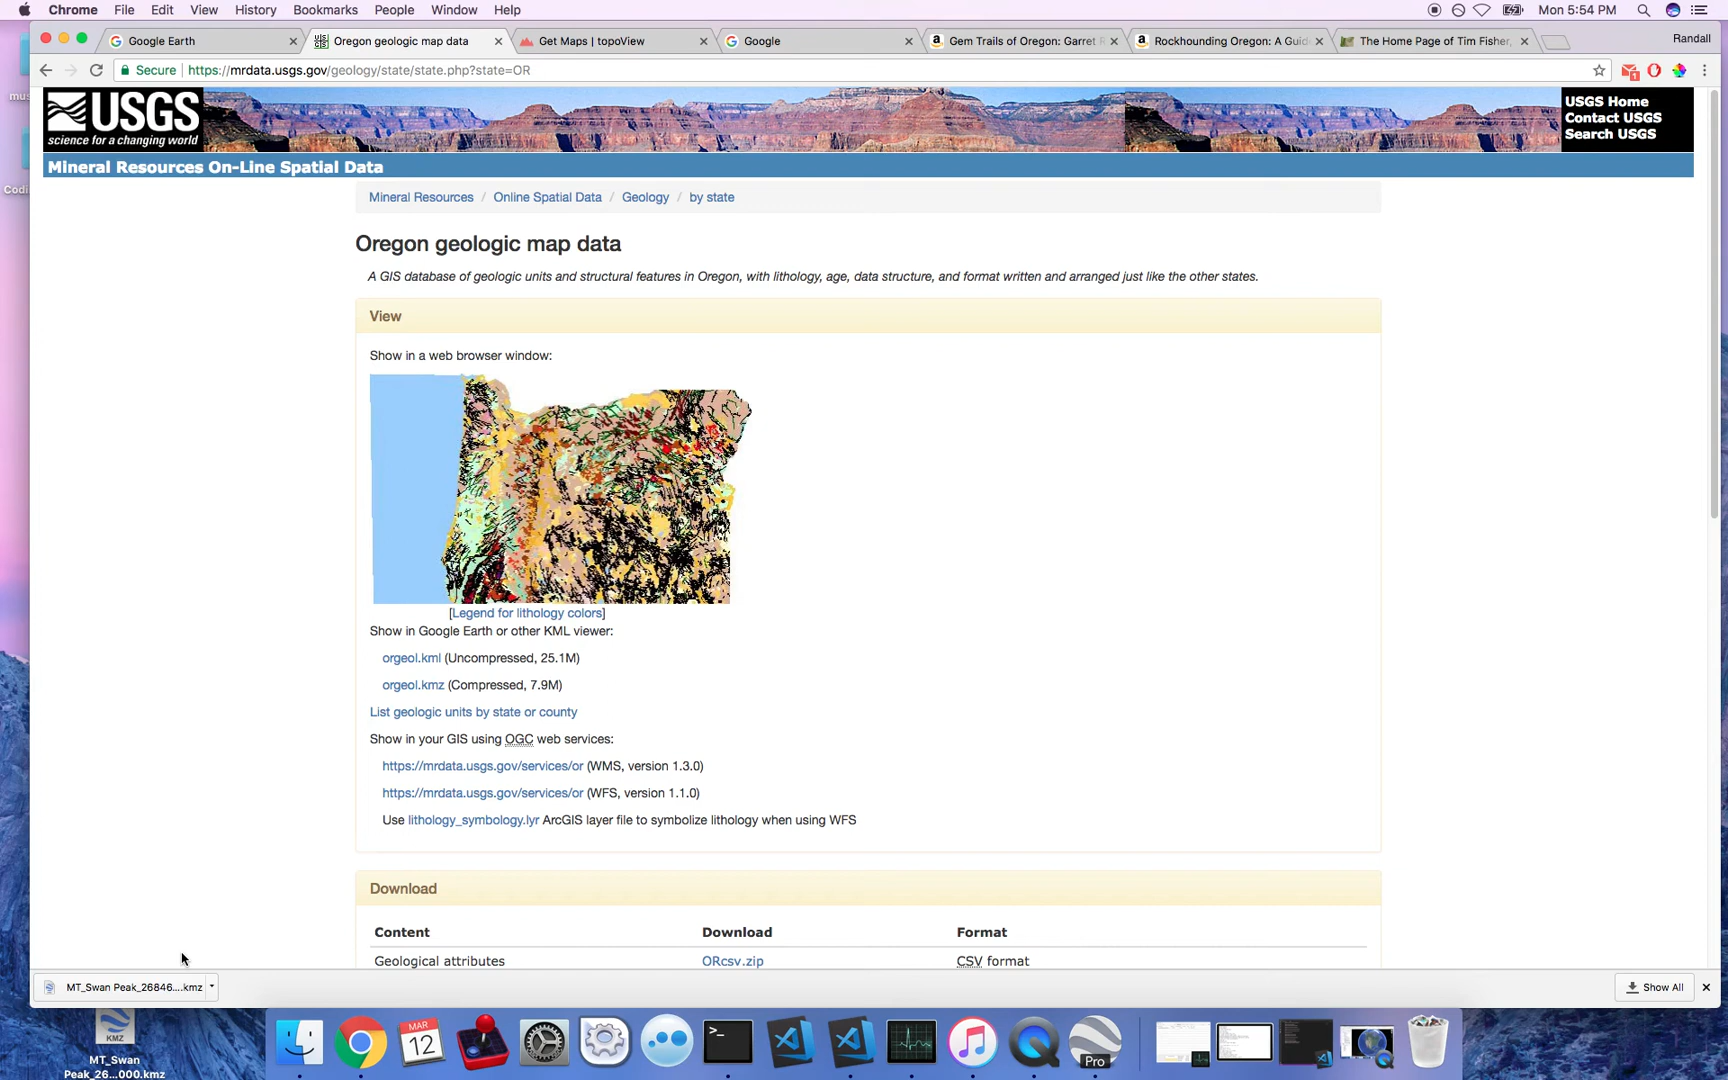 Chrome File Edit View History Bookmarks People Window Help Mon 5:54 PM
Google Earth Oregon geologic map data Get Maps | topoView Google Gem Trails of Oregon: Garret R Rockhounding Oregon: A Guid The Home Page of Tim Fisher, Randall
Secure https://mrdata.usgs.gov/geology/state/state.php?state=OR
USGS
science for a changing world
USGS Home
Contact USGS
Search USGS
Mineral Resources On-Line Spatial Data
Mineral Resources / Online Spatial Data / Geology / by state
Oregon geologic map data
A GIS database of geologic units and structural features in Oregon, with lithology, age, data structure, and format written and arranged just like the other states.
View
Show in a web browser window:
[Legend for lithology colors]
Show in Google Earth or other KML viewer:
orgeol.kml (Uncompressed, 25.1M)
orgeol.kmz (Compressed, 7.9M)
List geologic units by state or county
Show in your GIS using OGC web services:
https://mrdata.usgs.gov/services/or (WMS, version 1.3.0)
https://mrdata.usgs.gov/services/or (WFS, version 1.1.0)
Use lithology_symbology.lyr ArcGIS layer file to symbolize lithology when using WFS
Download
Content Download Format
Geological attributes ORcsv.zip CSV format
MT_Swan Peak_26846....kmz Show All
KMZ
MT_Swan
Peak_26...000.kmz
MAR
12
Pro